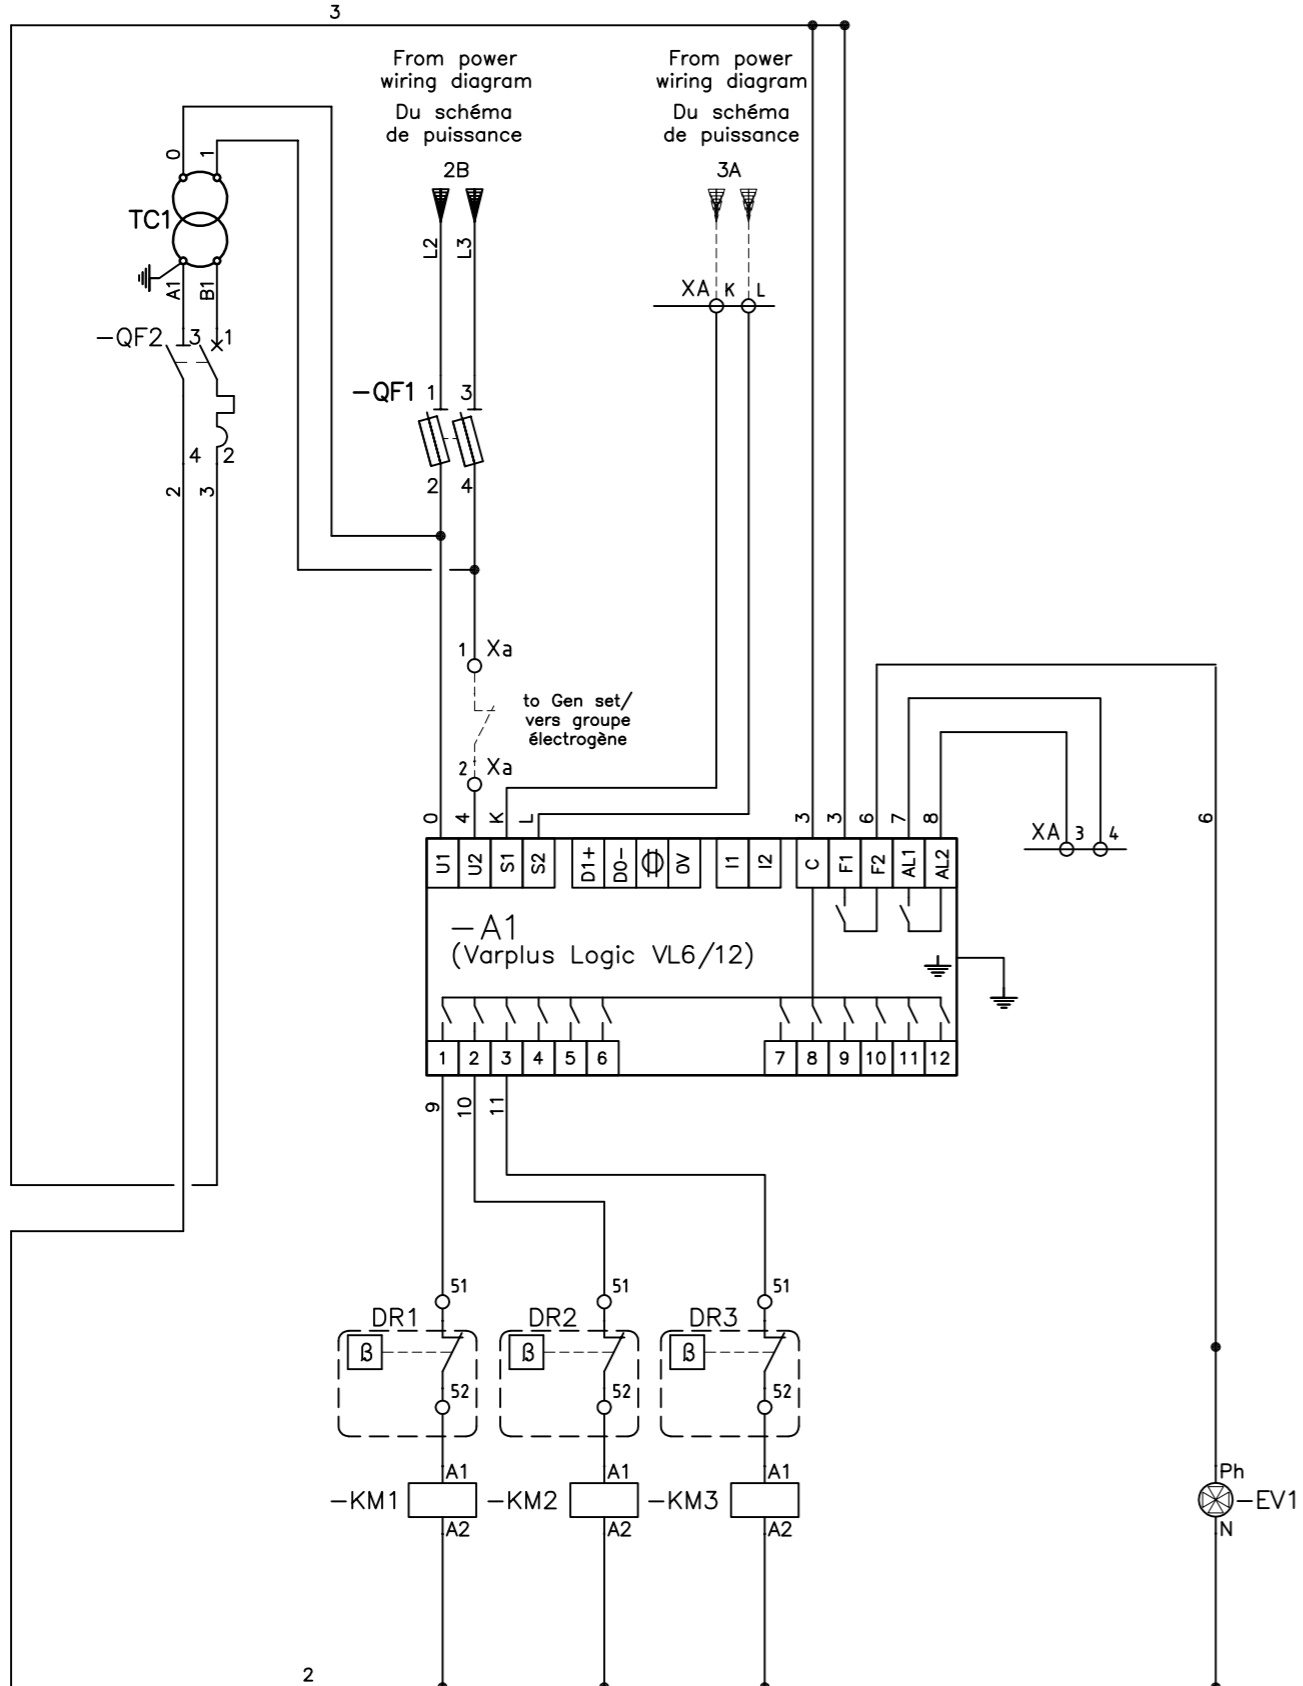 3
From power
wiring diagram
Du schéma
de puissance
2B
From power
wiring diagram
Du schéma
de puissance
3A
0 1
TC1
A1 B1
L2 L3
XA K L
-QF2 3 1
-QF1 1 3
4 2
2 4
2 3
1 Xa
to Gen set/
vers groupe
électrogène
2 Xa
0 4 K L 3 3 6 7 8
6
XA 3 4
U1 U2 S1 S2 D1+ D0- 0V I1 I2 C F1 F2 AL1 AL2
-A1
(Varplus Logic VL6/12)
1 2 3 4 5 6 7 8 9 10 11 12
9 10 11
51 51 51
DR1 DR2 DR3
β β β
52 52 52
A1 A1 A1 Ph
-KM1 -KM2 -KM3 -EV1
A2 A2 A2 N
2